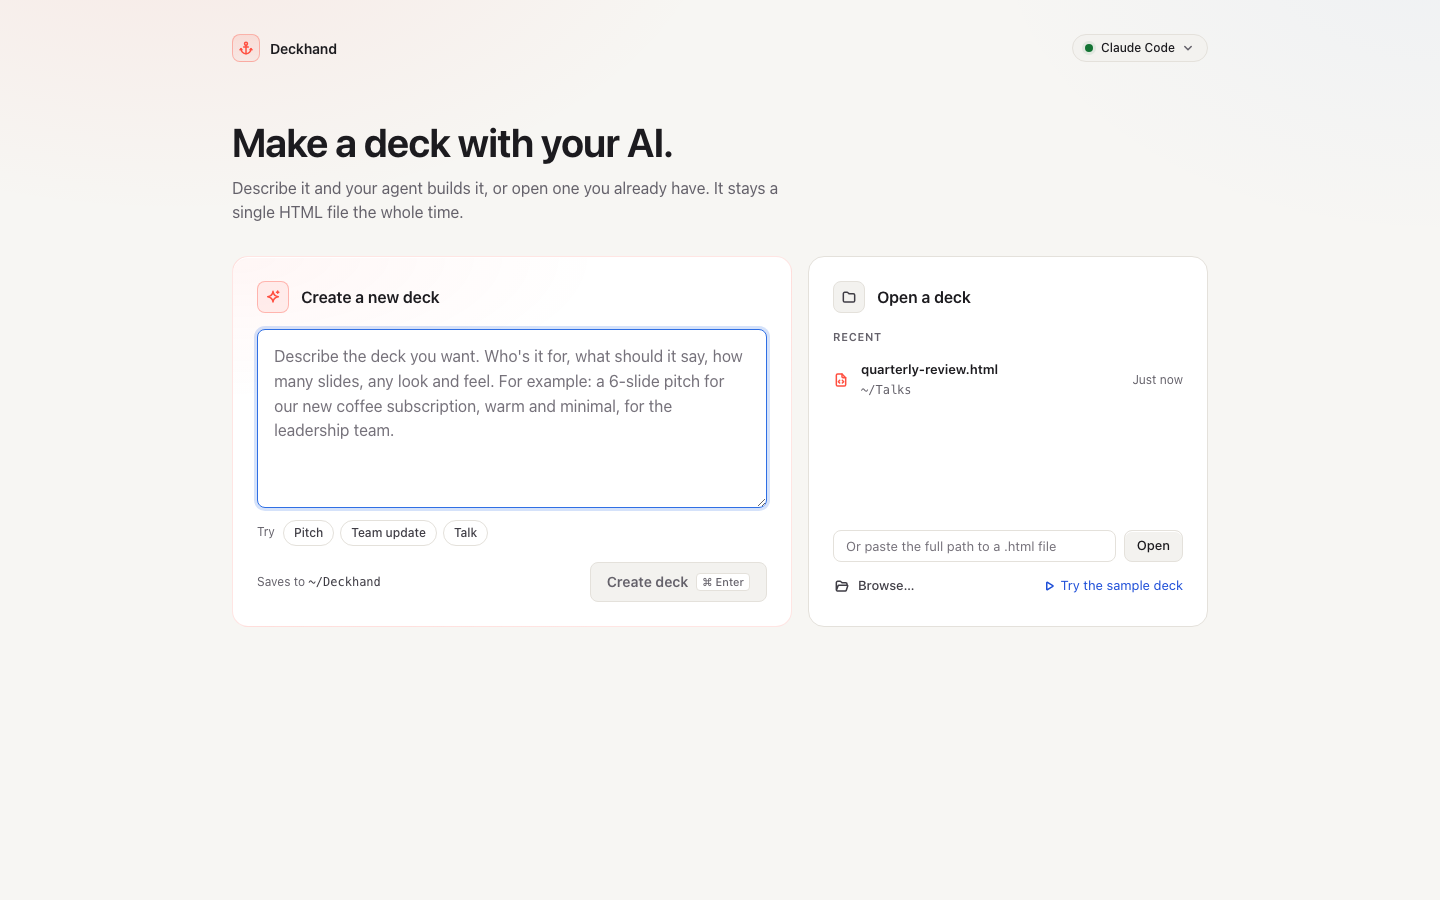 Deckhand
Claude Code
Make a deck with your AI.
Describe it and your agent builds it, or open one you already have. It stays a
single HTML file the whole time.
Create a new deck
Describe the deck you want. Who's it for, what should it say, how
many slides, any look and feel. For example: a 6-slide pitch for
our new coffee subscription, warm and minimal, for the
leadership team.
Try
Pitch
Team update
Talk
Saves to ~/Deckhand
Create deck ⌘ Enter
Open a deck
RECENT
quarterly-review.html
~/Talks
Just now
Or paste the full path to a .html file
Open
Browse...
Try the sample deck